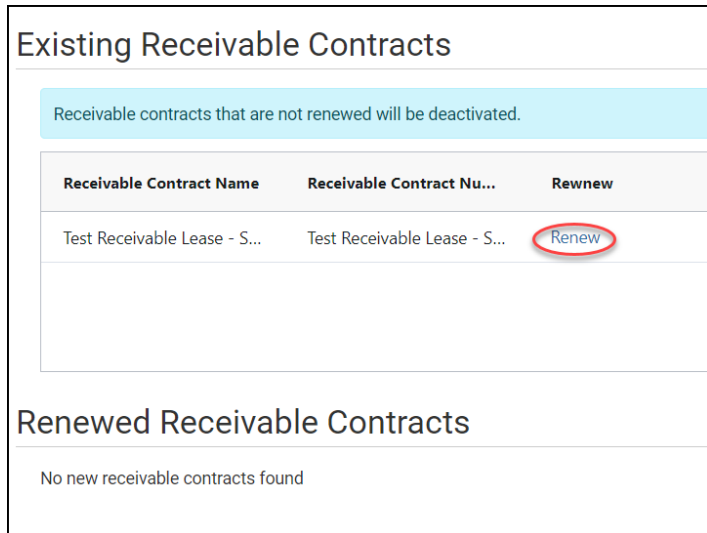 Existing Receivable Contracts
Receivable contracts that are not renewed will be deactivated.
Receivable Contract Name Receivable Contract Nu... Rewnew
Test Receivable Lease - S... Test Receivable Lease - S... Renew
Renewed Receivable Contracts
No new receivable contracts found